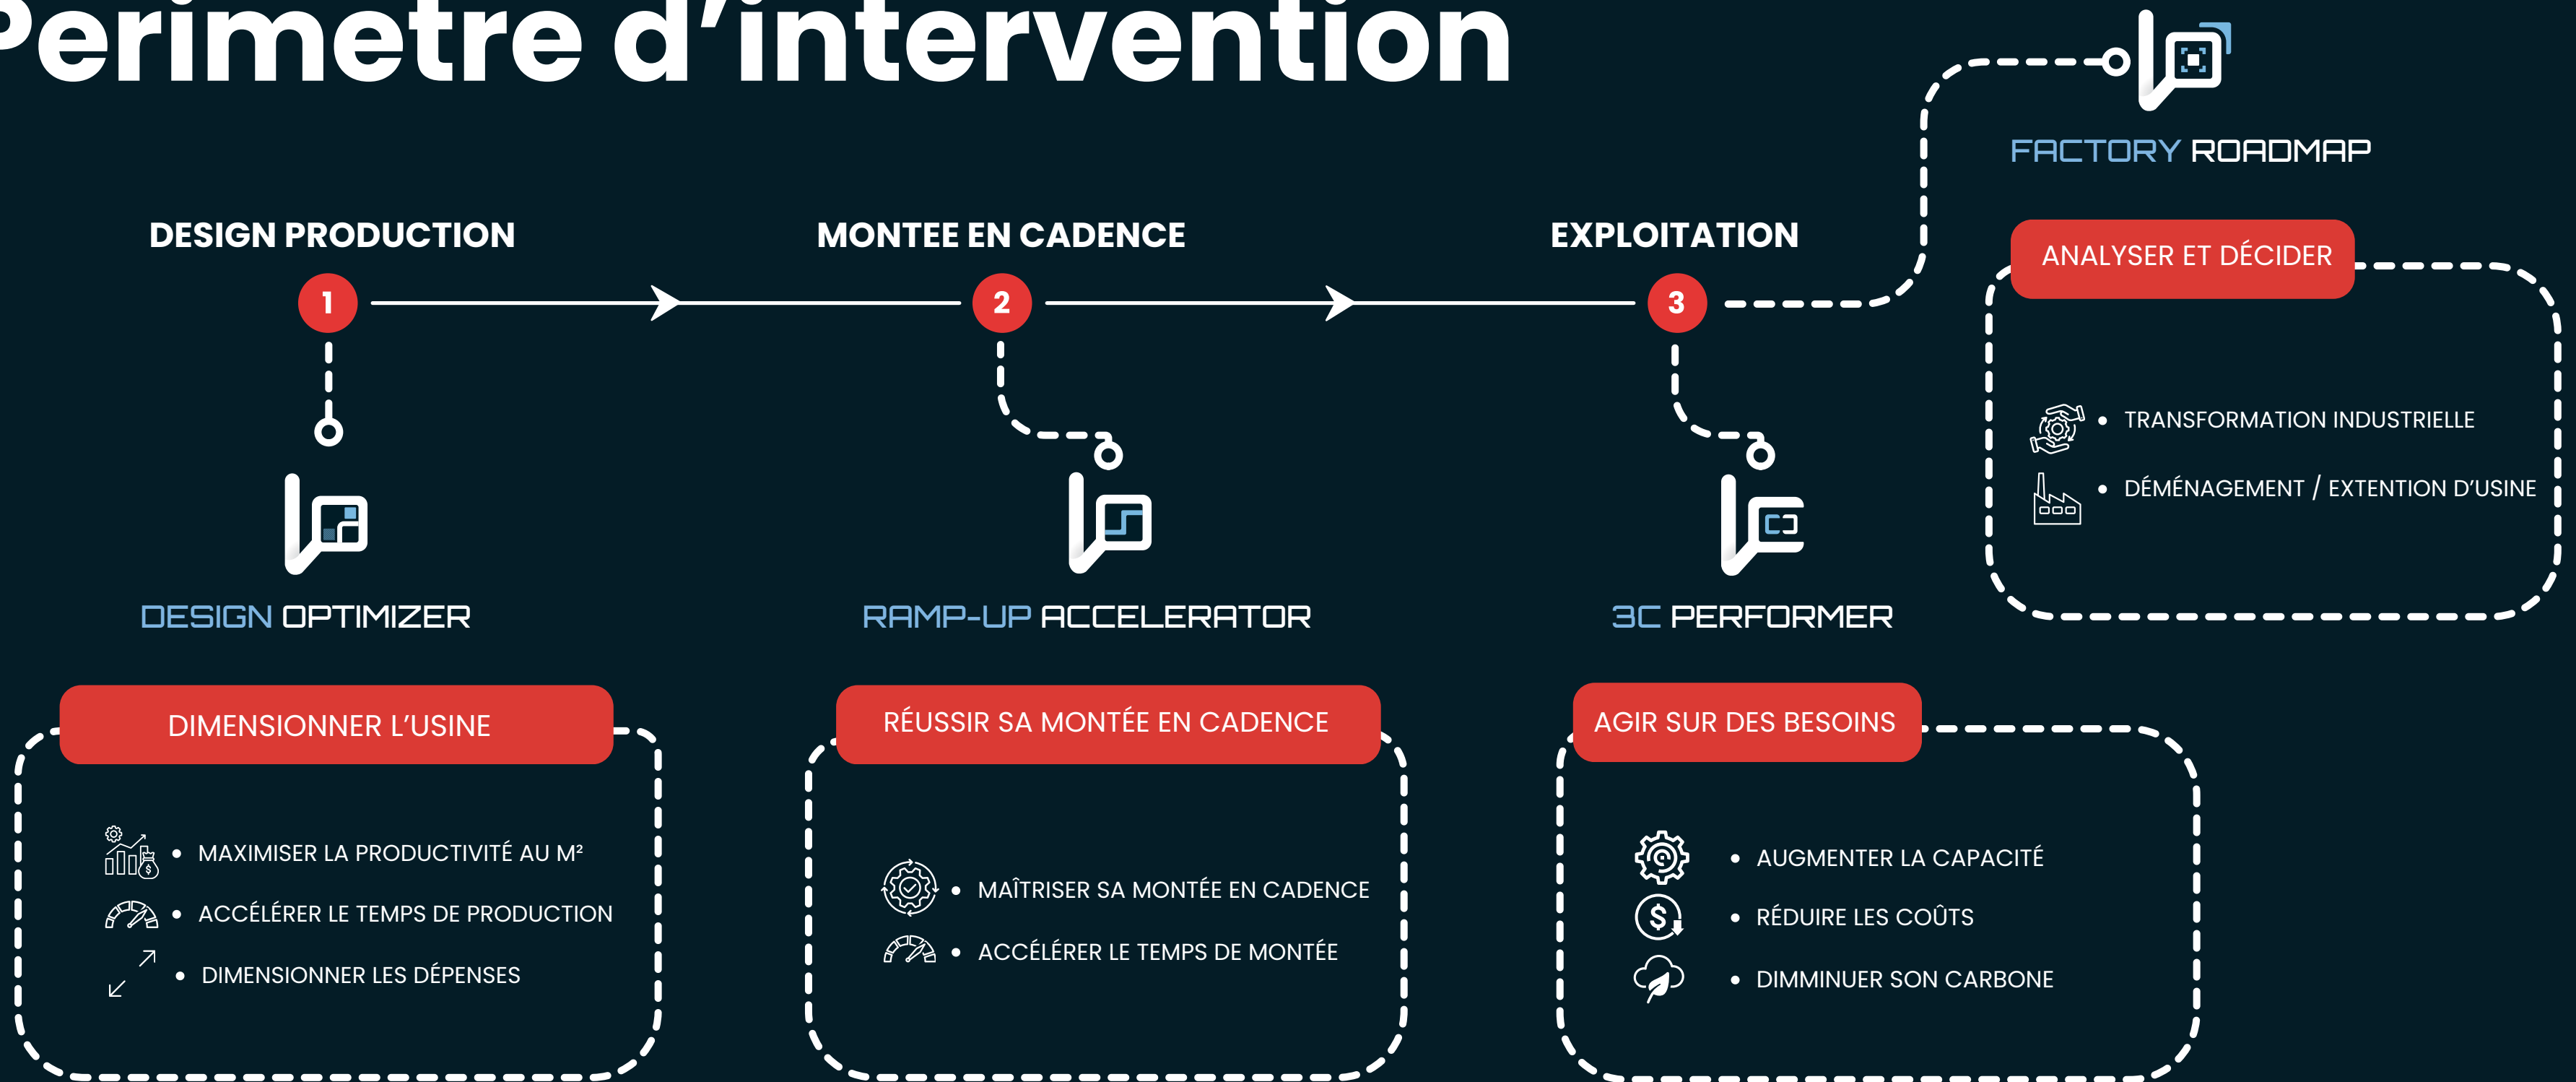 Perimetre d’intervention
FACTORY ROADMAP
ANALYSER ET DÉCIDER
• TRANSFORMATION INDUSTRIELLE
• DÉMÉNAGEMENT / EXTENTION D’USINE
DESIGN PRODUCTION
MONTEE EN CADENCE
EXPLOITATION
1
2
3
DESIGN OPTIMIZER
RAMP-UP ACCELERATOR
3C PERFORMER
DIMENSIONNER L’USINE
• MAXIMISER LA PRODUCTIVITÉ AU M²
• ACCÉLÉRER LE TEMPS DE PRODUCTION
• DIMENSIONNER LES DÉPENSES
RÉUSSIR SA MONTÉE EN CADENCE
• MAÎTRISER SA MONTÉE EN CADENCE
• ACCÉLÉRER LE TEMPS DE MONTÉE
AGIR SUR DES BESOINS
• AUGMENTER LA CAPACITÉ
• RÉDUIRE LES COÛTS
• DIMMINUER SON CARBONE